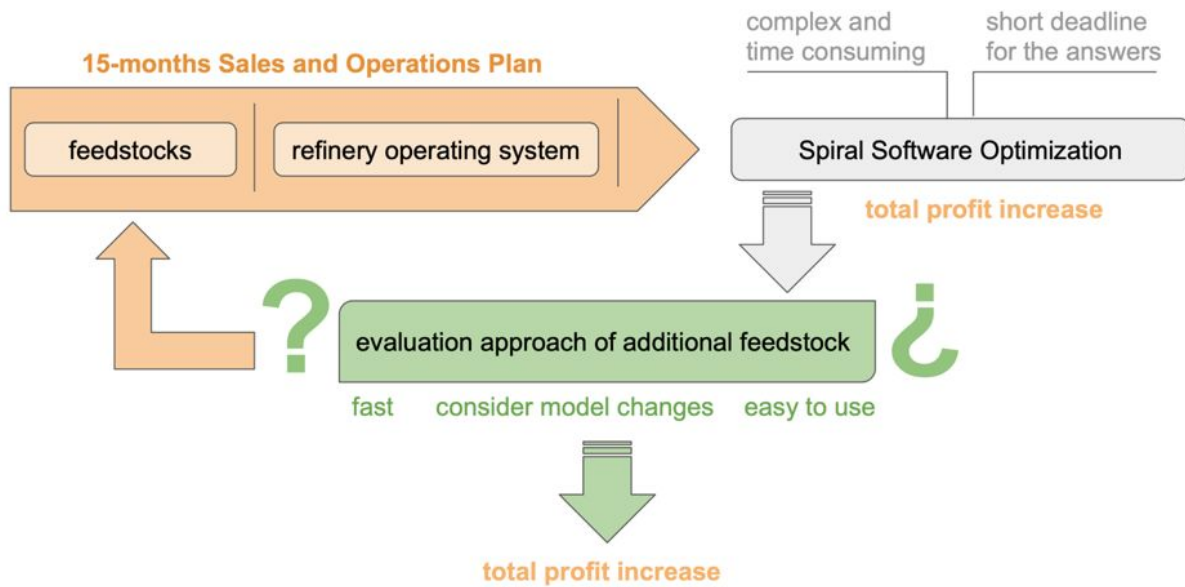 complex and
time consuming
short deadline
for the answers
15-months Sales and Operations Plan
feedstocks
refinery operating system
Spiral Software Optimization
total profit increase
?
evaluation approach of additional feedstock
¿
fast
consider model changes
easy to use
total profit increase